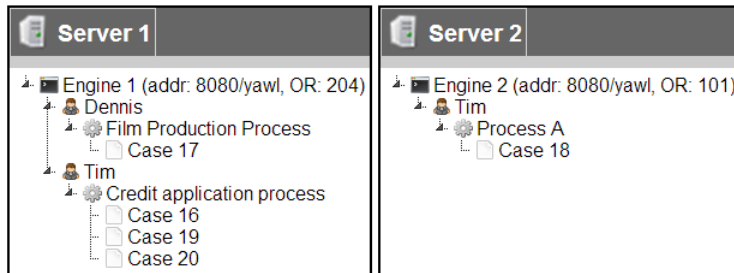 Server 1
Engine 1 (addr: 8080/yawl, OR: 204)
Dennis
Film Production Process
Case 17
Tim
Credit application process
Case 16
Case 19
Case 20
Server 2
Engine 2 (addr: 8080/yawl, OR: 101)
Tim
Process A
Case 18